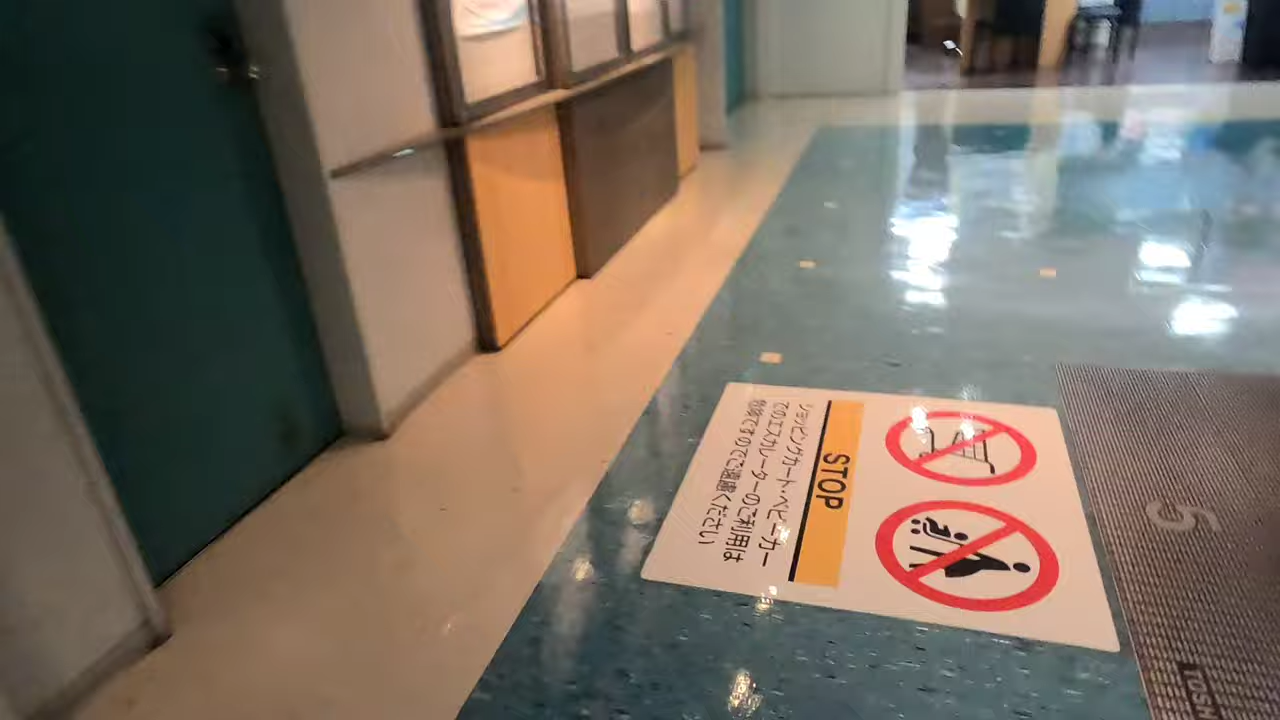 STOP
ショッピングカート・ベビーカー
でのエスカレーターのご利用は
危険ですのでご遠慮ください
5
TOSH